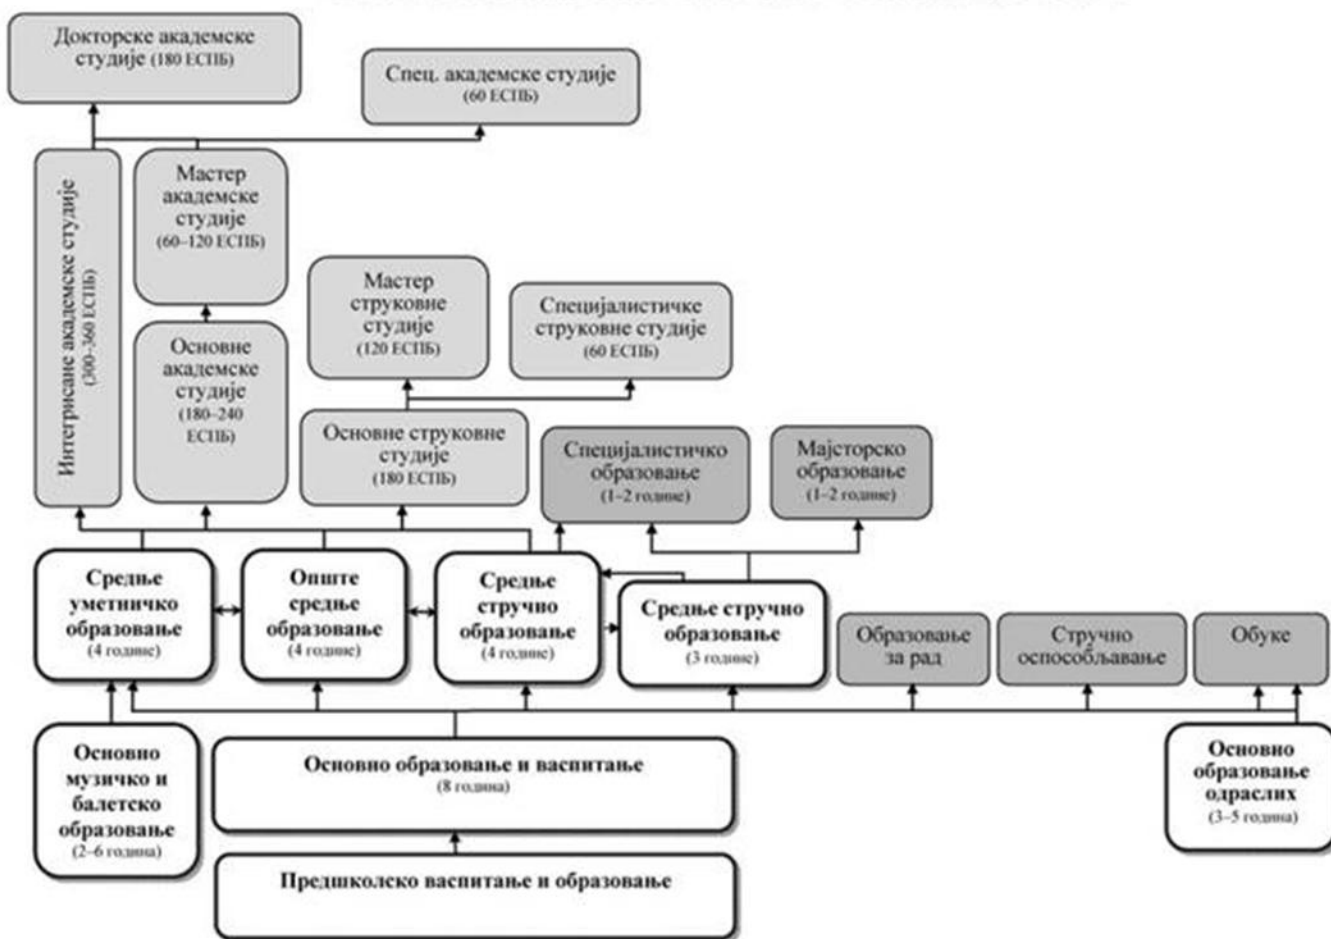 Докторске академске
студије (180 ЕСПБ)
Спец. академске студије
(60 ЕСПБ)
Интегрисане академске студије
(300–360 ЕСПБ)
Мастер
академске
студије
(60–120 ЕСПБ)
Мастер
струковне
студије
(120 ЕСПБ)
Специјалистичке
струковне студије
(60 ЕСПБ)
Основне
академске
студије
(180–240
ЕСПБ)
Основне струковне
студије
(180 ЕСПБ)
Специјалистичко
образовање
(1–2 године)
Мајсторско
образовање
(1–2 године)
Средње
уметничко
образовање
(4 године)
Опште
средње
образовање
(4 године)
Средње
стручно
образовање
(4 године)
Средње стручно
образовање
(3 године)
Образовање
за рад
Стручно
оспособљавање
Обуке
Основно
музичко и
балетско
образовање
(2–6 година)
Основно образовање и васпитање
(8 година)
Основно
образовање
одраслих
(3–5 година)
Предшколско васпитање и образовање